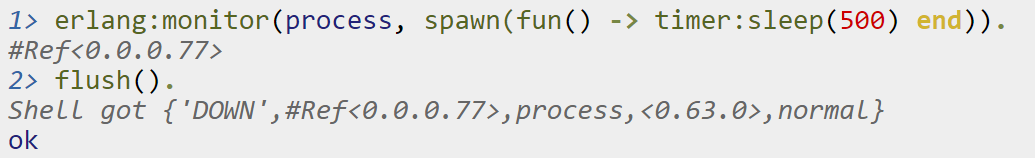 1> erlang:monitor(process, spawn(fun() -> timer:sleep(500) end)).
#Ref<0.0.0.77>
2> flush().
Shell got {'DOWN',#Ref<0.0.0.77>,process,<0.63.0>,normal}
ok